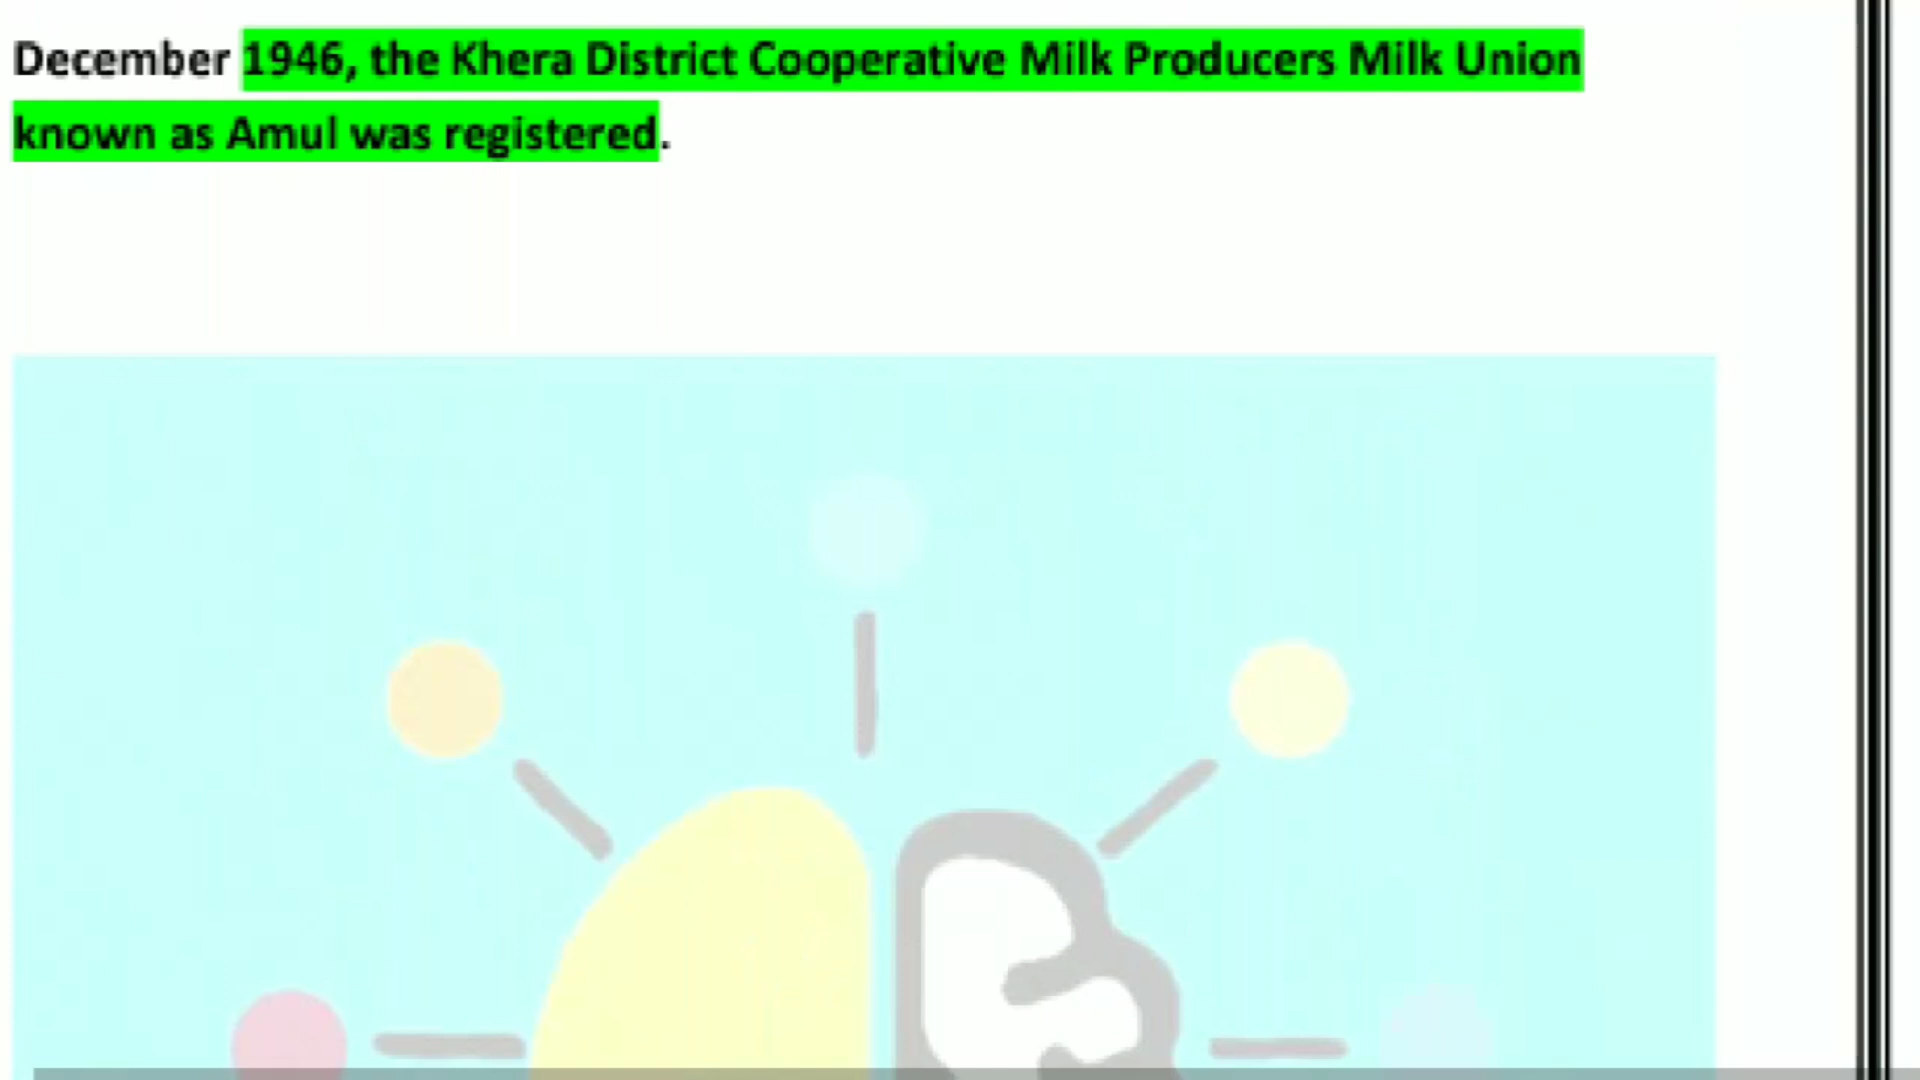 December 1946, the Khera District Cooperative Milk Producers Milk Union
known as Amul was registered.